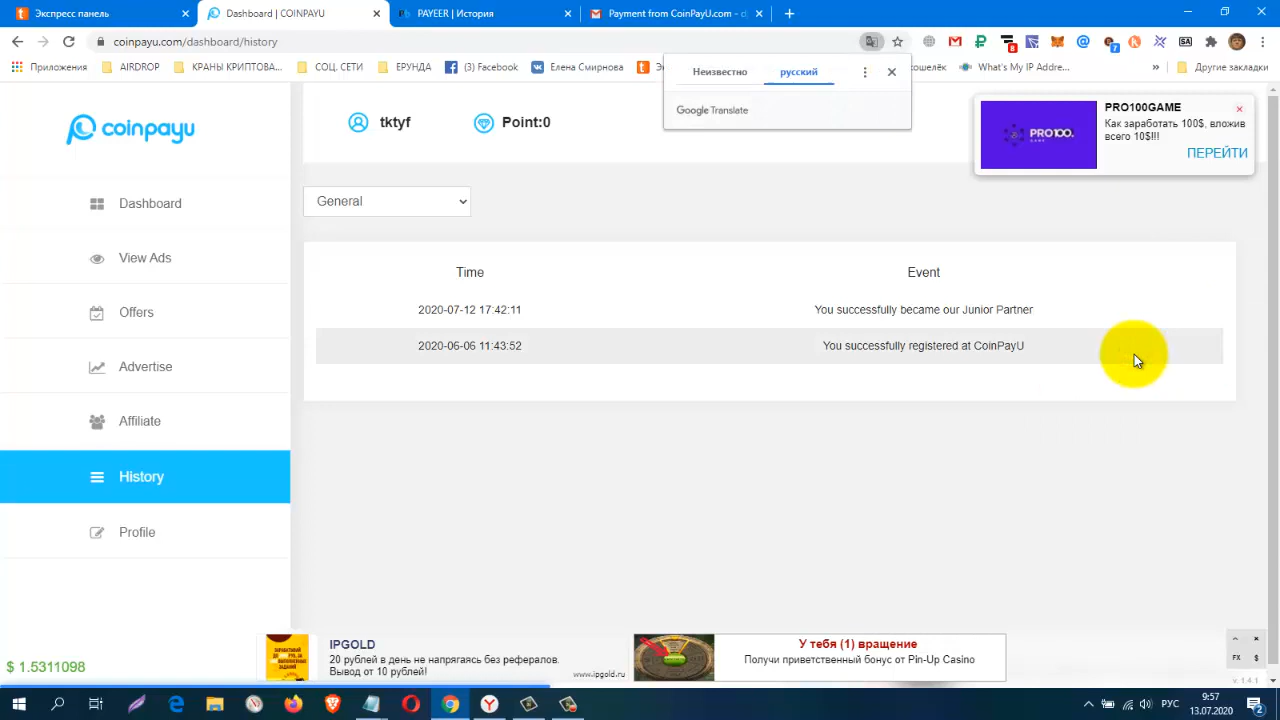 Экспресс панель
Dashboard | COINPAYU
PAYEER | История
Payment from CoinPayU.com - c
coinpayu.com/dashboard/history
Приложения
AIRDROP
КРАНЫ КРИПТОВА...
СОЦ. СЕТИ
ЕРУНДА
(3) Facebook
Елена Смирнова
What's My IP Addre...
Другие закладки
Неизвестно
русский
Google Translate
PRO100GAME
Как заработать 100$, вложив
всего 10$!!!
ПЕРЕЙТИ
PRO100.
GAME
coinpayu
tktyf
Point:0
Dashboard
View Ads
Offers
Advertise
Affiliate
History
Profile
General
Time Event
2020-07-12 17:42:11 You successfully became our Junior Partner
2020-06-06 11:43:52 You successfully registered at CoinPayU
$ 1.5311098
IPGOLD
20 рублей в день не напрягаясь без рефералов.
Вывод от 10 рублей!
www.ipgold.ru
У тебя (1) вращение
Получи приветственный бонус от Pin-Up Casino
FX $
v: 1.4.1
РУС
9:57
13.07.2020